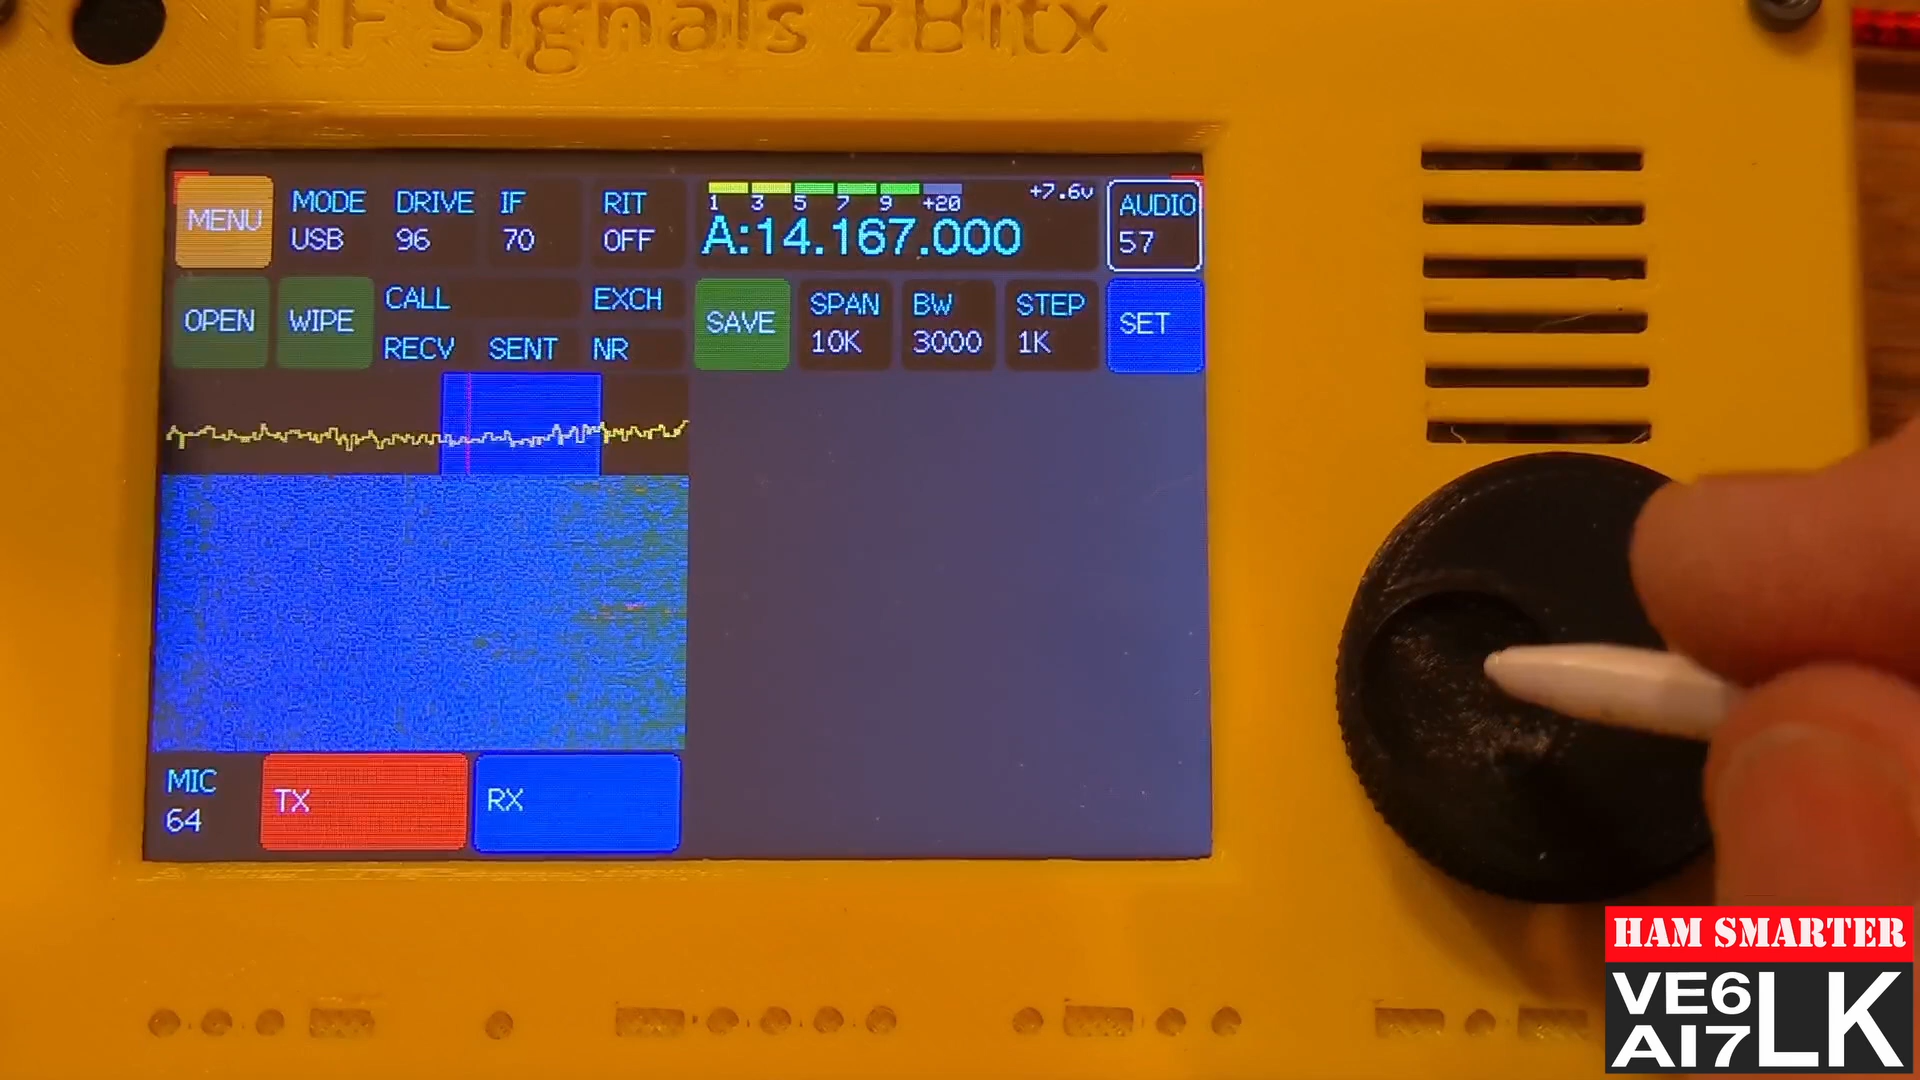 HF Signals zBitx
MENU
MODE
USB
DRIVE
96
IF
70
RIT
OFF
1 3 5 7 9 +20
+7.6v
A:14.167.000
AUDIO
57
OPEN
WIPE
CALL
EXCH
RECV
SENT
NR
SAVE
SPAN
10K
BW
3000
STEP
1K
SET
MIC
64
TX
RX
HAM SMARTER
VE6
AI7
LK